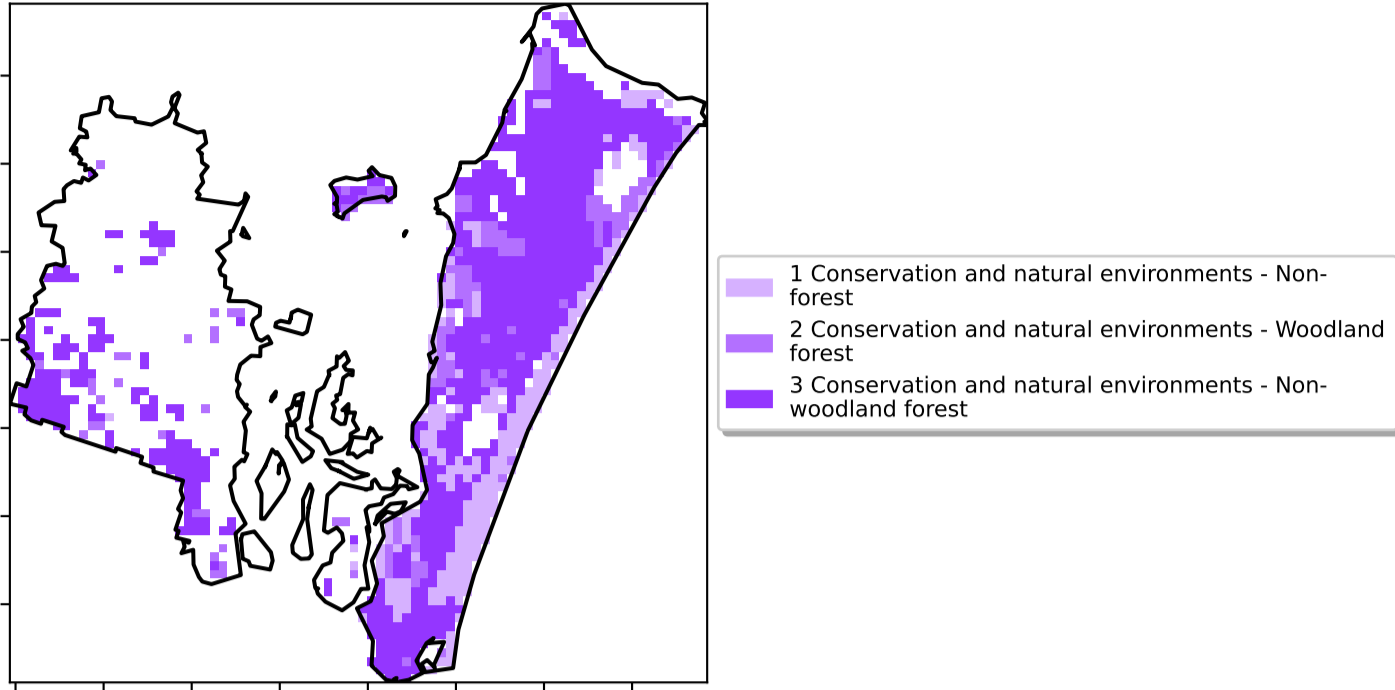 1 Conservation and natural environments - Non-
forest
2 Conservation and natural environments - Woodland
forest
3 Conservation and natural environments - Non-
woodland forest